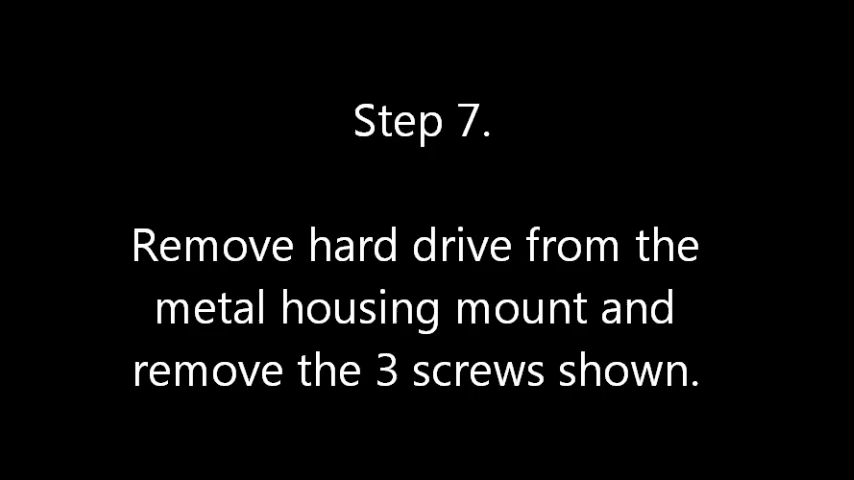 Step 7.
Remove hard drive from the
metal housing mount and
remove the 3 screws shown.